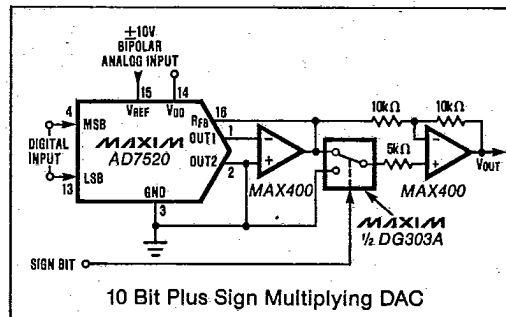 ±10V
BIPOLAR
ANALOG INPUT
15 14
VREF VDD
4 MSB
RFB 16
OUT1 1
MAXIM
AD7520
DIGITAL
INPUT
OUT2 2
13 LSB
GND
3
MAX400
10kΩ 10kΩ
5kΩ
VOUT
MAX400
MAXIM
½ DG303A
SIGN BIT
10 Bit Plus Sign Multiplying DAC